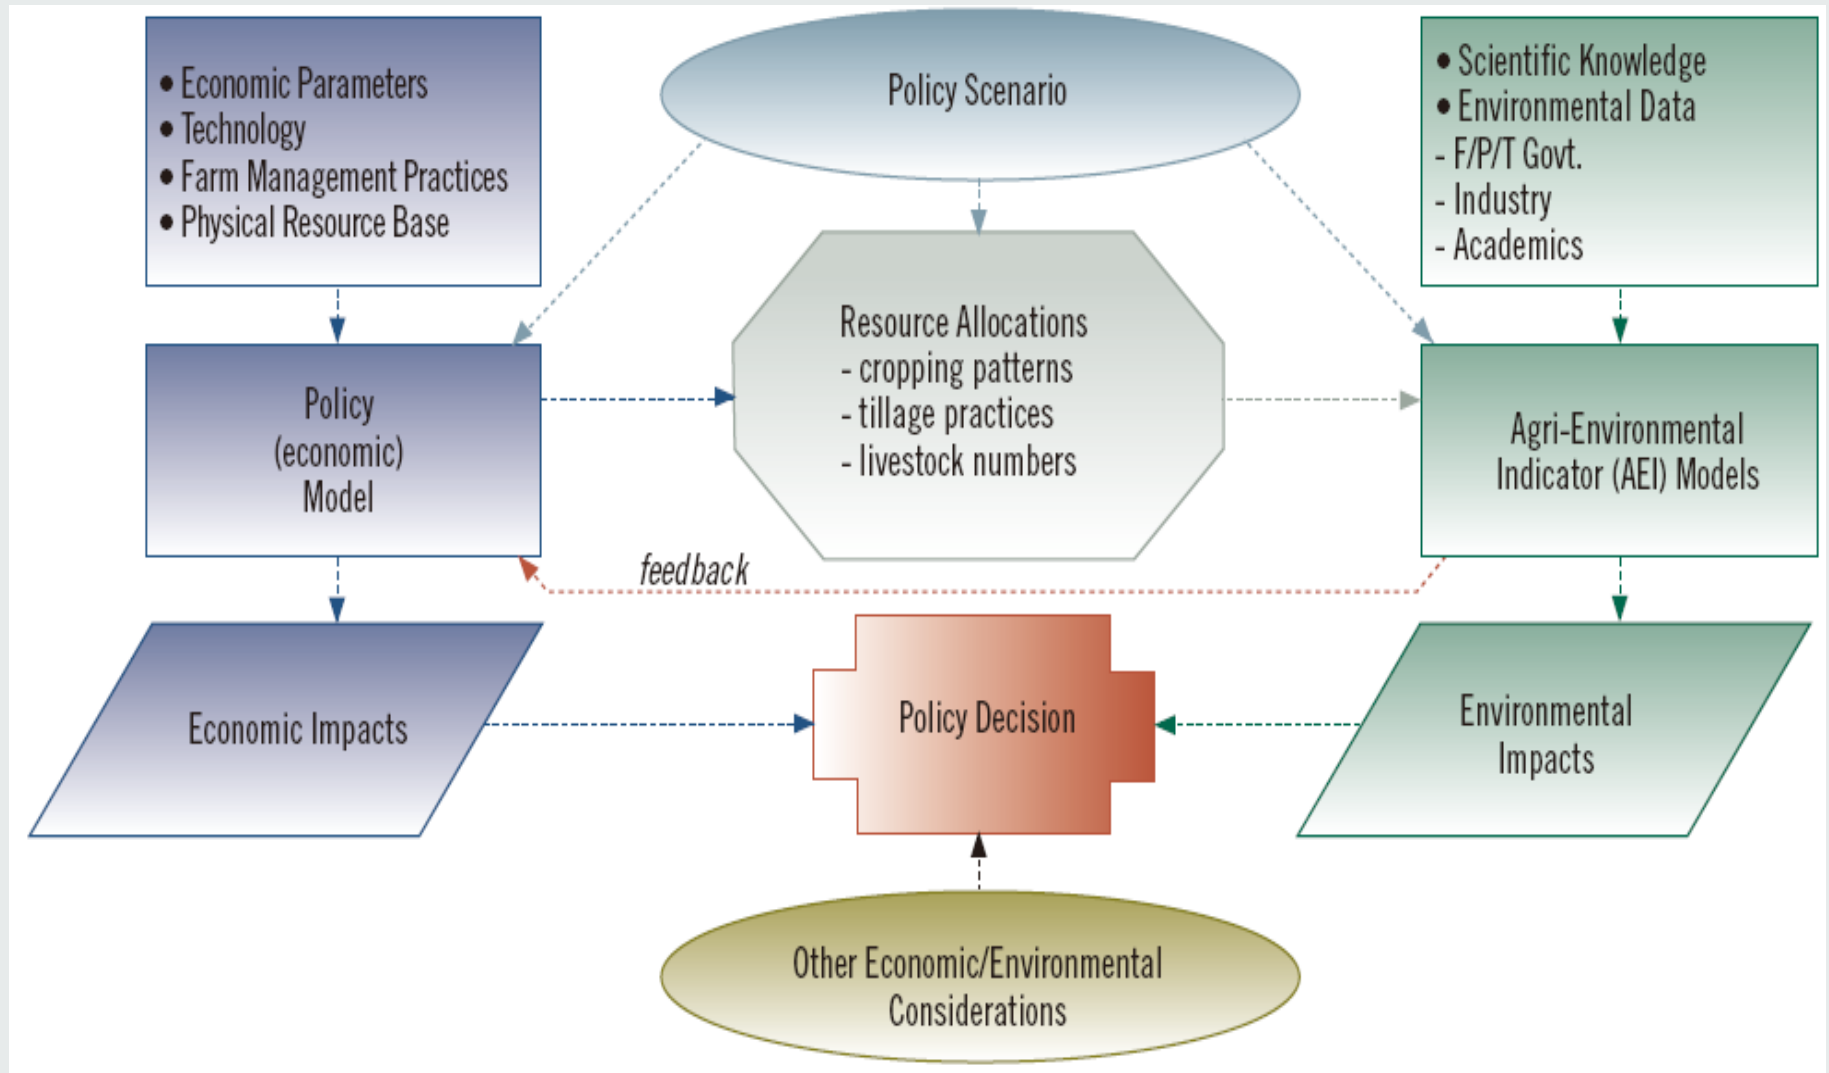 • Economic Parameters
• Technology
• Farm Management Practices
• Physical Resource Base
Policy Scenario
• Scientific Knowledge
• Environmental Data
- F/P/T Govt.
- Industry
- Academics
Policy
(economic)
Model
Resource Allocations
- cropping patterns
- tillage practices
- livestock numbers
Agri-Environmental
Indicator (AEI) Models
feedback
Economic Impacts
Policy Decision
Environmental
Impacts
Other Economic/Environmental
Considerations